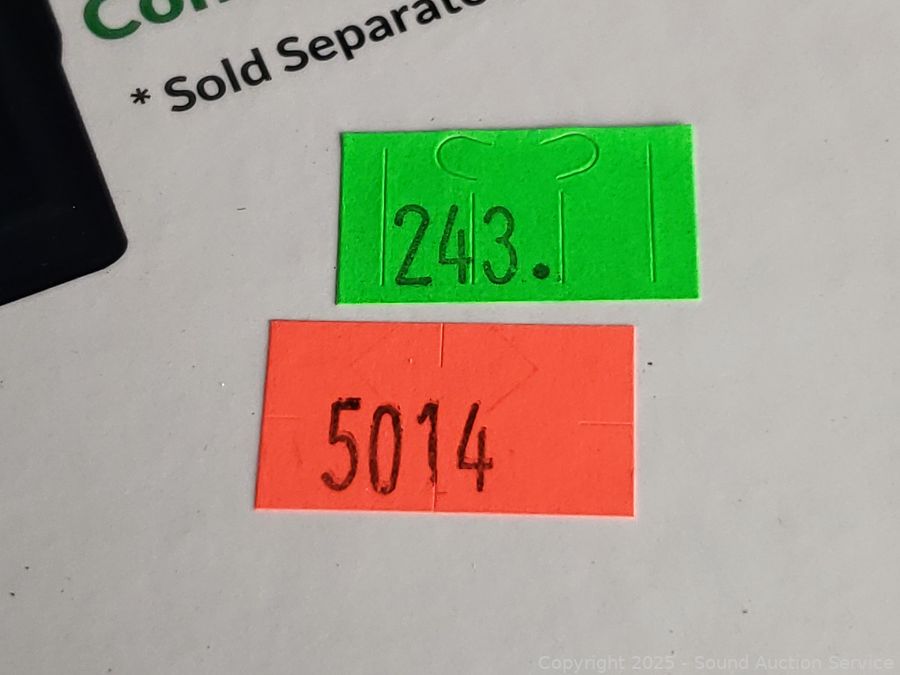 * Sold Separate
243.
5014
Copyright 2025 - Sound Auction Service